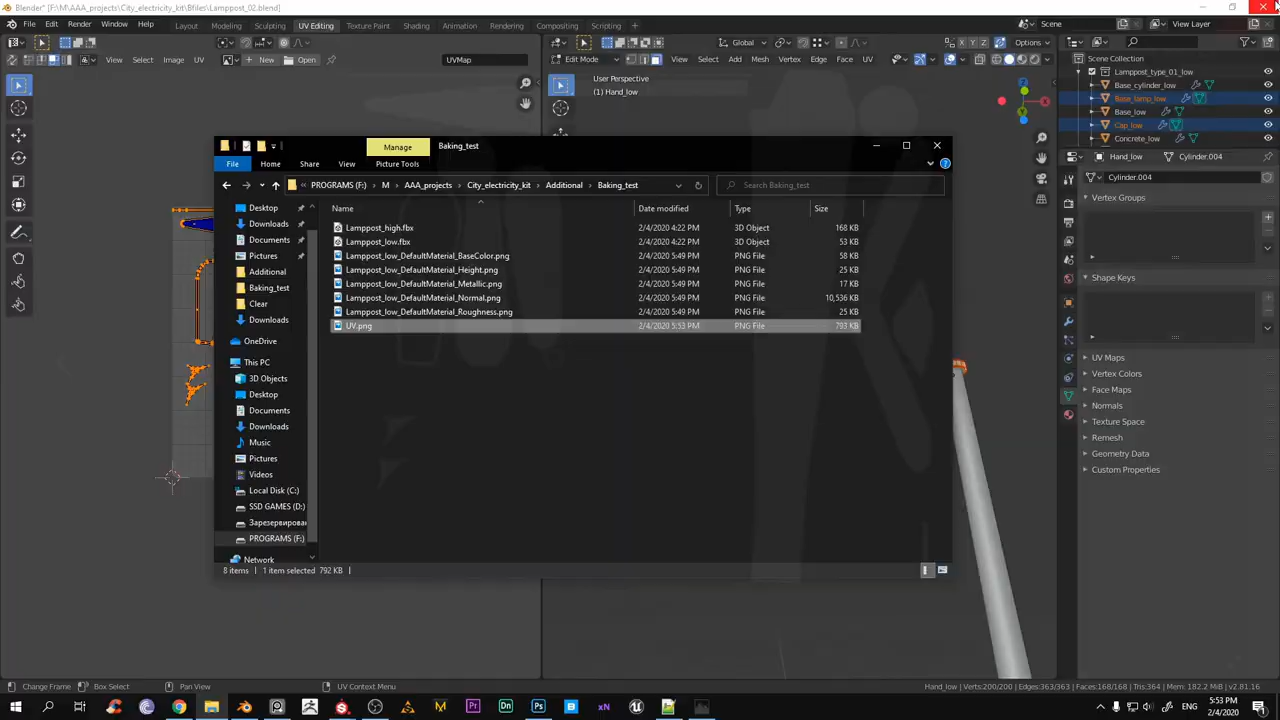 Blender* [F:\M\AAA_projects\City_electricity_kit\Bfiles\Lamppost_02.blend]
File Edit Render Window Help Layout Modeling Sculpting UV Editing Texture Paint Shading Animation Rendering Compositing Scripting Scene View Layer
View Select Image UV New Open UVMap Edit Mode View Select Add Mesh Vertex Edge Face UV Global X Y Z Options
User Perspective
(1) Hand_low
Scene Collection
Lamppost_type_01_low
Base_cylinder_low
Base_lamp_low
Base_low
Cap_low
Concrete_low
Hand_low Cylinder.004
Cylinder.004
Vertex Groups
Shape Keys
UV Maps
Vertex Colors
Face Maps
Normals
Texture Space
Remesh
Geometry Data
Custom Properties
Manage Baking_test
File Home Share View Picture Tools
PROGRAMS (F:) M AAA_projects City_electricity_kit Additional Baking_test Search Baking_test
Name Date modified Type Size
Lamppost_high.fbx 2/4/2020 4:22 PM 3D Object 168 KB
Lamppost_low.fbx 2/4/2020 4:22 PM 3D Object 53 KB
Lamppost_low_DefaultMaterial_BaseColor.png 2/4/2020 5:49 PM PNG File 58 KB
Lamppost_low_DefaultMaterial_Height.png 2/4/2020 5:49 PM PNG File 25 KB
Lamppost_low_DefaultMaterial_Metallic.png 2/4/2020 5:49 PM PNG File 17 KB
Lamppost_low_DefaultMaterial_Normal.png 2/4/2020 5:49 PM PNG File 10,536 KB
Lamppost_low_DefaultMaterial_Roughness.png 2/4/2020 5:49 PM PNG File 25 KB
UV.png 2/4/2020 5:53 PM PNG File 793 KB
Desktop
Downloads
Documents
Pictures
Additional
Baking_test
Clear
Downloads
OneDrive
This PC
3D Objects
Desktop
Documents
Downloads
Music
Pictures
Videos
Local Disk (C:)
SSD GAMES (D:)
Зарезервирован
PROGRAMS (F:)
Network
8 items 1 item selected 792 KB
Change Frame Box Select Pan View UV Context Menu Hand_low | Verts:200/200 | Edges:363/363 | Faces:168/168 | Tris:364 | Mem: 182.2 MiB | v2.81.16
Pr Dn Ps xN ENG 5:53 PM
2/4/2020